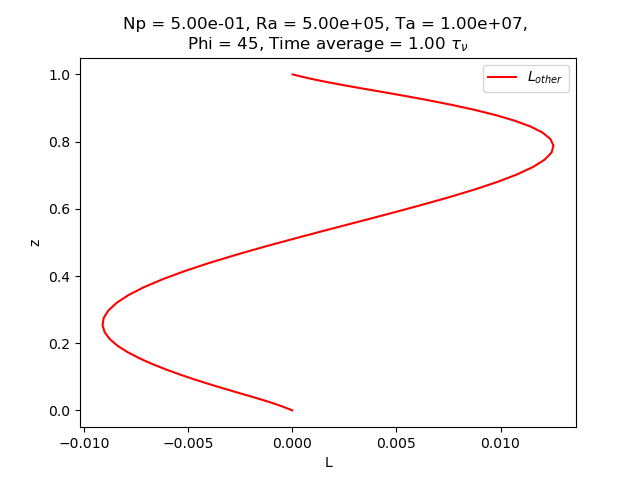 Np = 5.00e-01, Ra = 5.00e+05, Ta = 1.00e+07,
Phi = 45, Time average = 1.00 τν
L_other
1.0
0.8
0.6
0.4
0.2
0.0
z
−0.010 −0.005 0.000 0.005 0.010
L